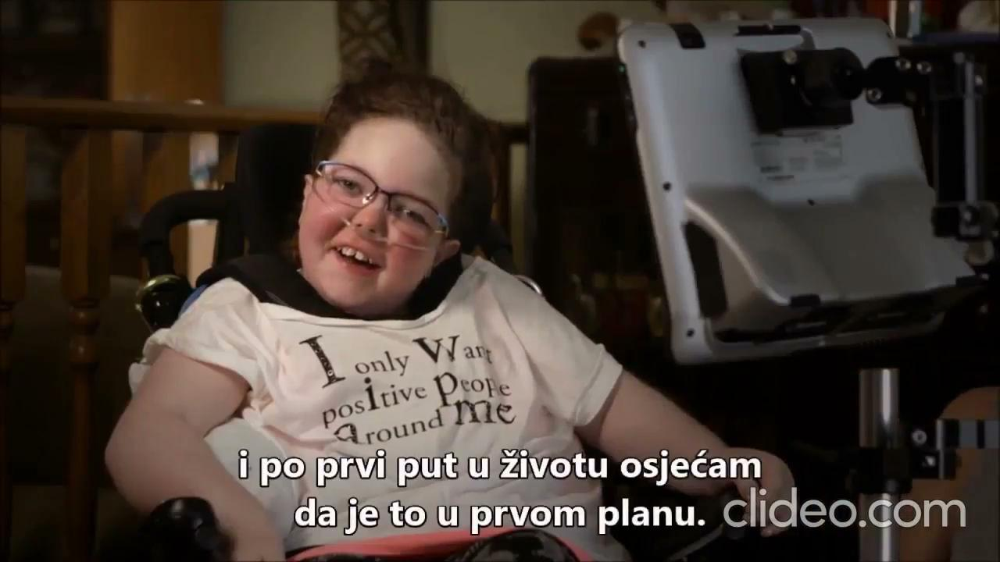 I only Want
posItive People
around me
i po prvi put u životu osjećam
da je to u prvom planu.
clideo.com